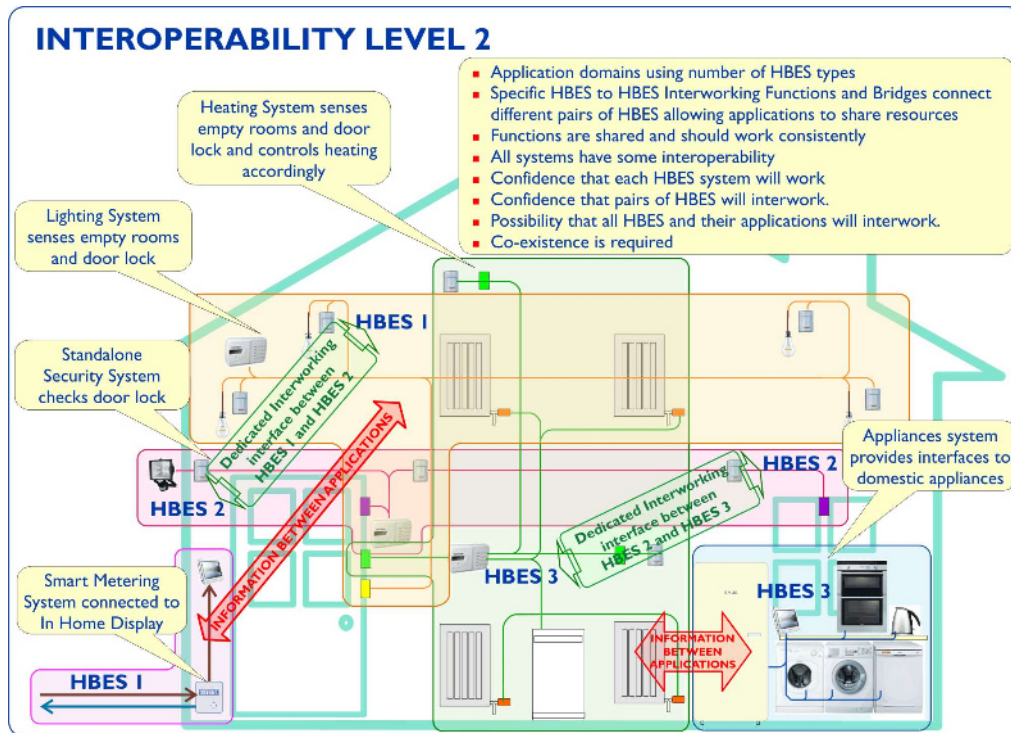 INTEROPERABILITY LEVEL 2
Application domains using number of HBES types
Specific HBES to HBES Interworking Functions and Bridges connect
different pairs of HBES allowing applications to share resources
Functions are shared and should work consistently
All systems have some interoperability
Confidence that each HBES system will work
Confidence that pairs of HBES will interwork.
Possibility that all HBES and their applications will interwork.
Co-existence is required
Heating System senses
empty rooms and door
lock and controls heating
accordingly
Lighting System
senses empty rooms
and door lock
Standalone
Security System
checks door lock
HBES 1
Dedicated Interworking
interface between
HBES 1 and HBES 2
INFORMATION BETWEEN APPLICATIONS
HBES 2
HBES 2
Appliances system
provides interfaces to
domestic appliances
Dedicated Interworking
interface between
HBES 2 and HBES 3
HBES 3
HBES 3
Smart Metering
System connected to
In Home Display
HBES 1
INFORMATION
BETWEEN
APPLICATIONS